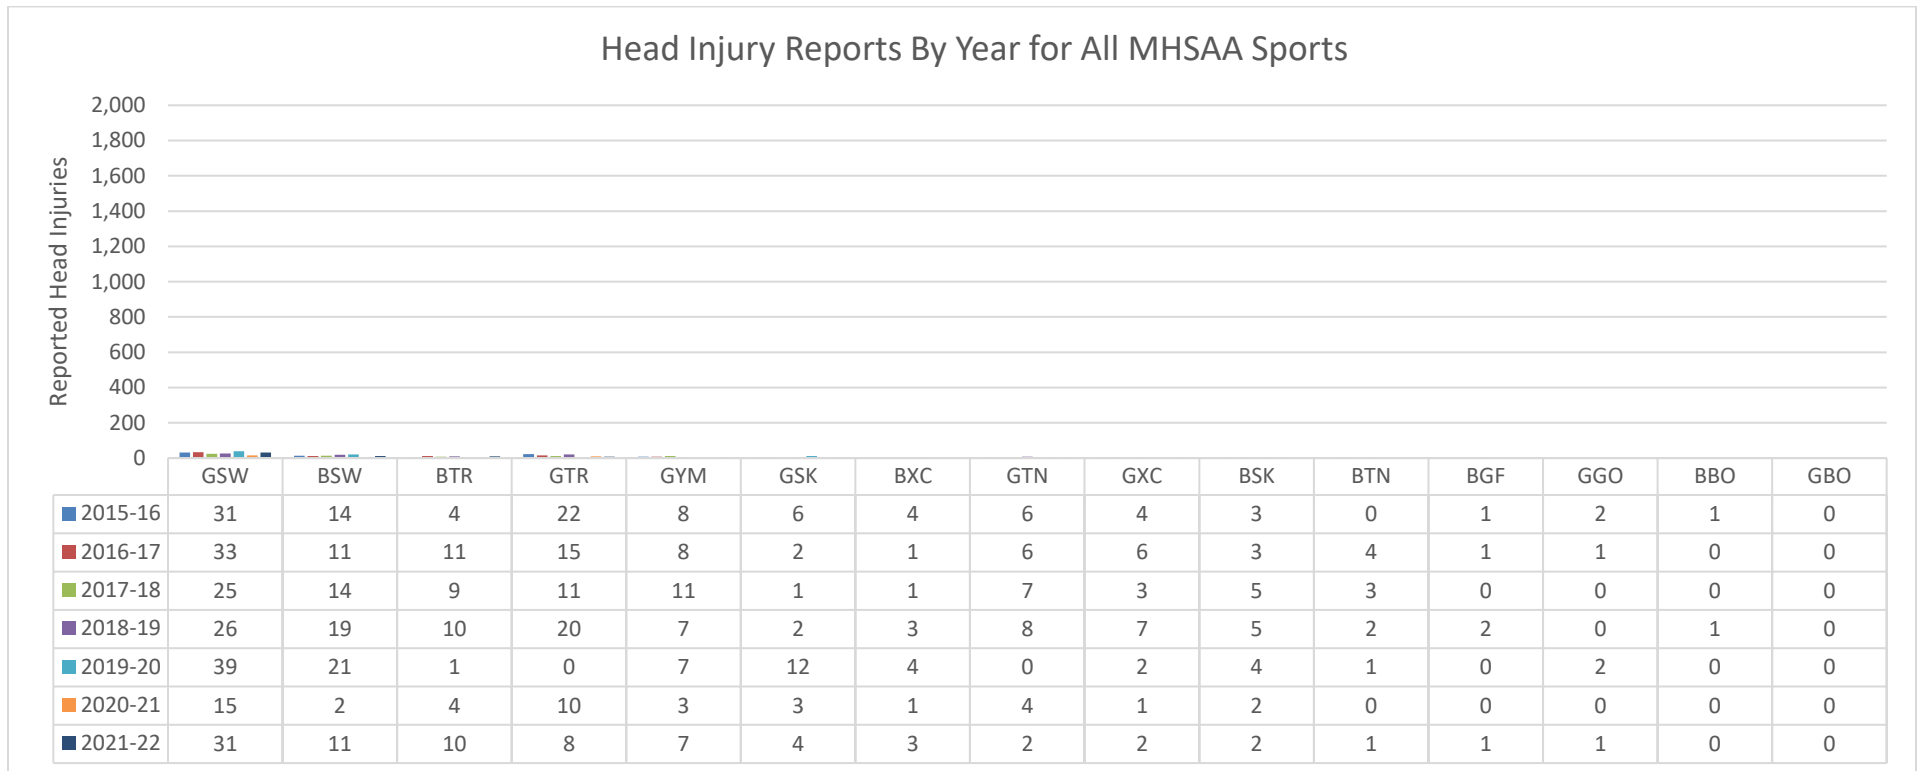 Head Injury Reports By Year for All MHSAA Sports
Reported Head Injuries
2,000
1,800
1,600
1,400
1,200
1,000
800
600
400
200
0
GSW BSW BTR GTR GYM GSK BXC GTN GXC BSK BTN BGF GGO BBO GBO
2015-16 31 14 4 22 8 6 4 6 4 3 0 1 2 1 0
2016-17 33 11 11 15 8 2 1 6 6 3 4 1 1 0 0
2017-18 25 14 9 11 11 1 1 7 3 5 3 0 0 0 0
2018-19 26 19 10 20 7 2 3 8 7 5 2 2 0 1 0
2019-20 39 21 1 0 7 12 4 0 2 4 1 0 2 0 0
2020-21 15 2 4 10 3 3 1 4 1 2 0 0 0 0 0
2021-22 31 11 10 8 7 4 3 2 2 2 1 1 1 0 0